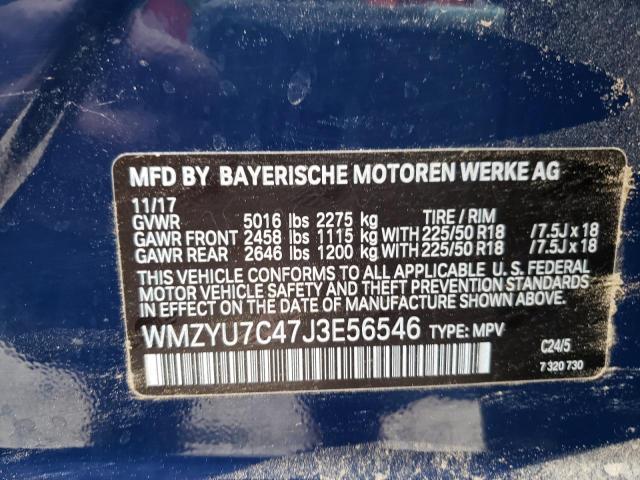 MFD BY BAYERISCHE MOTOREN WERKE AG
11/17
GVWR 5016 lbs 2275 kg TIRE / RIM
GAWR FRONT 2458 lbs 1115 kg WITH 225/50 R18 /7.5J x 18
GAWR REAR 2646 lbs 1200 kg WITH 225/50 R18 /7.5J x 18
THIS VEHICLE CONFORMS TO ALL APPLICABLE U. S. FEDERAL
MOTOR VEHICLE SAFETY AND THEFT PREVENTION STANDARDS
IN EFFECT ON THE DATE OF MANUFACTURE SHOWN ABOVE.
WMZYU7C47J3E56546 TYPE: MPV
C24/5
7 320 730